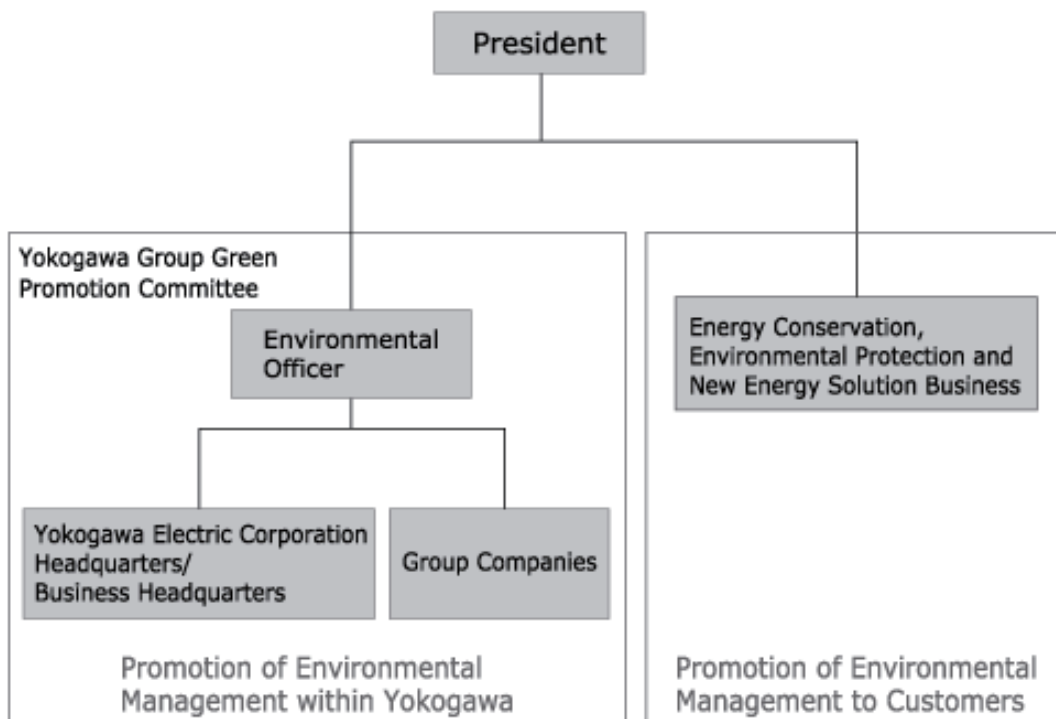 President
Yokogawa Group Green
Promotion Committee
Environmental
Officer
Yokogawa Electric Corporation
Headquarters/
Business Headquarters
Group Companies
Promotion of Environmental
Management within Yokogawa
Energy Conservation,
Environmental Protection and
New Energy Solution Business
Promotion of Environmental
Management to Customers